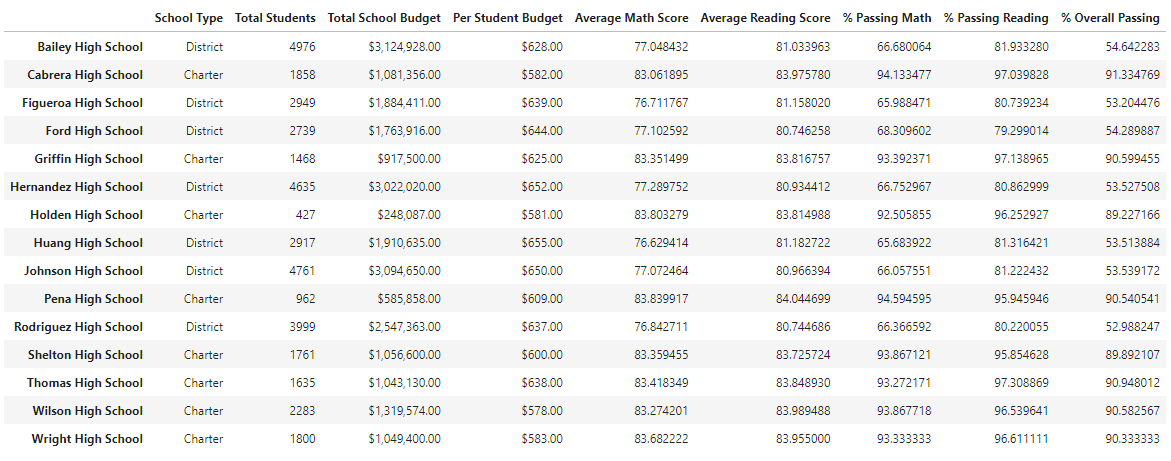 School Type Total Students Total School Budget Per Student Budget Average Math Score Average Reading Score % Passing Math % Passing Reading % Overall Passing
Bailey High School District 4976 $3,124,928.00 $628.00 77.048432 81.033963 66.680064 81.933280 54.642283
Cabrera High School Charter 1858 $1,081,356.00 $582.00 83.061895 83.975780 94.133477 97.039828 91.334769
Figueroa High School District 2949 $1,884,411.00 $639.00 76.711767 81.158020 65.988471 80.739234 53.204476
Ford High School District 2739 $1,763,916.00 $644.00 77.102592 80.746258 68.309602 79.299014 54.289887
Griffin High School Charter 1468 $917,500.00 $625.00 83.351499 83.816757 93.392371 97.138965 90.599455
Hernandez High School District 4635 $3,022,020.00 $652.00 77.289752 80.934412 66.752967 80.862999 53.527508
Holden High School Charter 427 $248,087.00 $581.00 83.803279 83.814988 92.505855 96.252927 89.227166
Huang High School District 2917 $1,910,635.00 $655.00 76.629414 81.182722 65.683922 81.316421 53.513884
Johnson High School District 4761 $3,094,650.00 $650.00 77.072464 80.966394 66.057551 81.222432 53.539172
Pena High School Charter 962 $585,858.00 $609.00 83.839917 84.044699 94.594595 95.945946 90.540541
Rodriguez High School District 3999 $2,547,363.00 $637.00 76.842711 80.744686 66.366592 80.220055 52.988247
Shelton High School Charter 1761 $1,056,600.00 $600.00 83.359455 83.725724 93.867121 95.854628 89.892107
Thomas High School Charter 1635 $1,043,130.00 $638.00 83.418349 83.848930 93.272171 97.308869 90.948012
Wilson High School Charter 2283 $1,319,574.00 $578.00 83.274201 83.989488 93.867718 96.539641 90.582567
Wright High School Charter 1800 $1,049,400.00 $583.00 83.682222 83.955000 93.333333 96.611111 90.333333